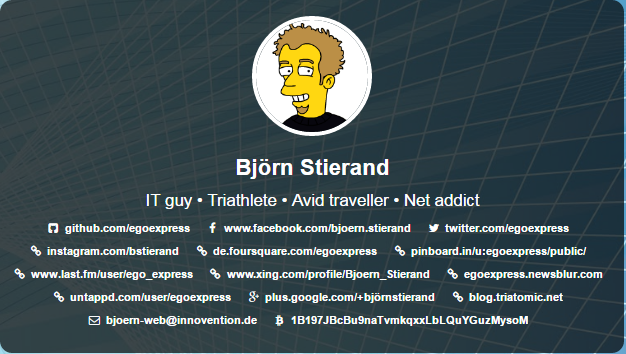 Björn Stierand
IT guy • Triathlete • Avid traveller • Net addict
github.com/egoexpress www.facebook.com/bjoern.stierand twitter.com/egoexpress
instagram.com/bstierand de.foursquare.com/egoexpress pinboard.in/u:egoexpress/public/
www.last.fm/user/ego_express www.xing.com/profile/Bjoern_Stierand egoexpress.newsblur.com
untappd.com/user/egoexpress plus.google.com/+björnstierand blog.triatomic.net
bjoern-web@innovention.de 1B197JBcBu9naTvmkqxxLbLQuYGuzMysoM